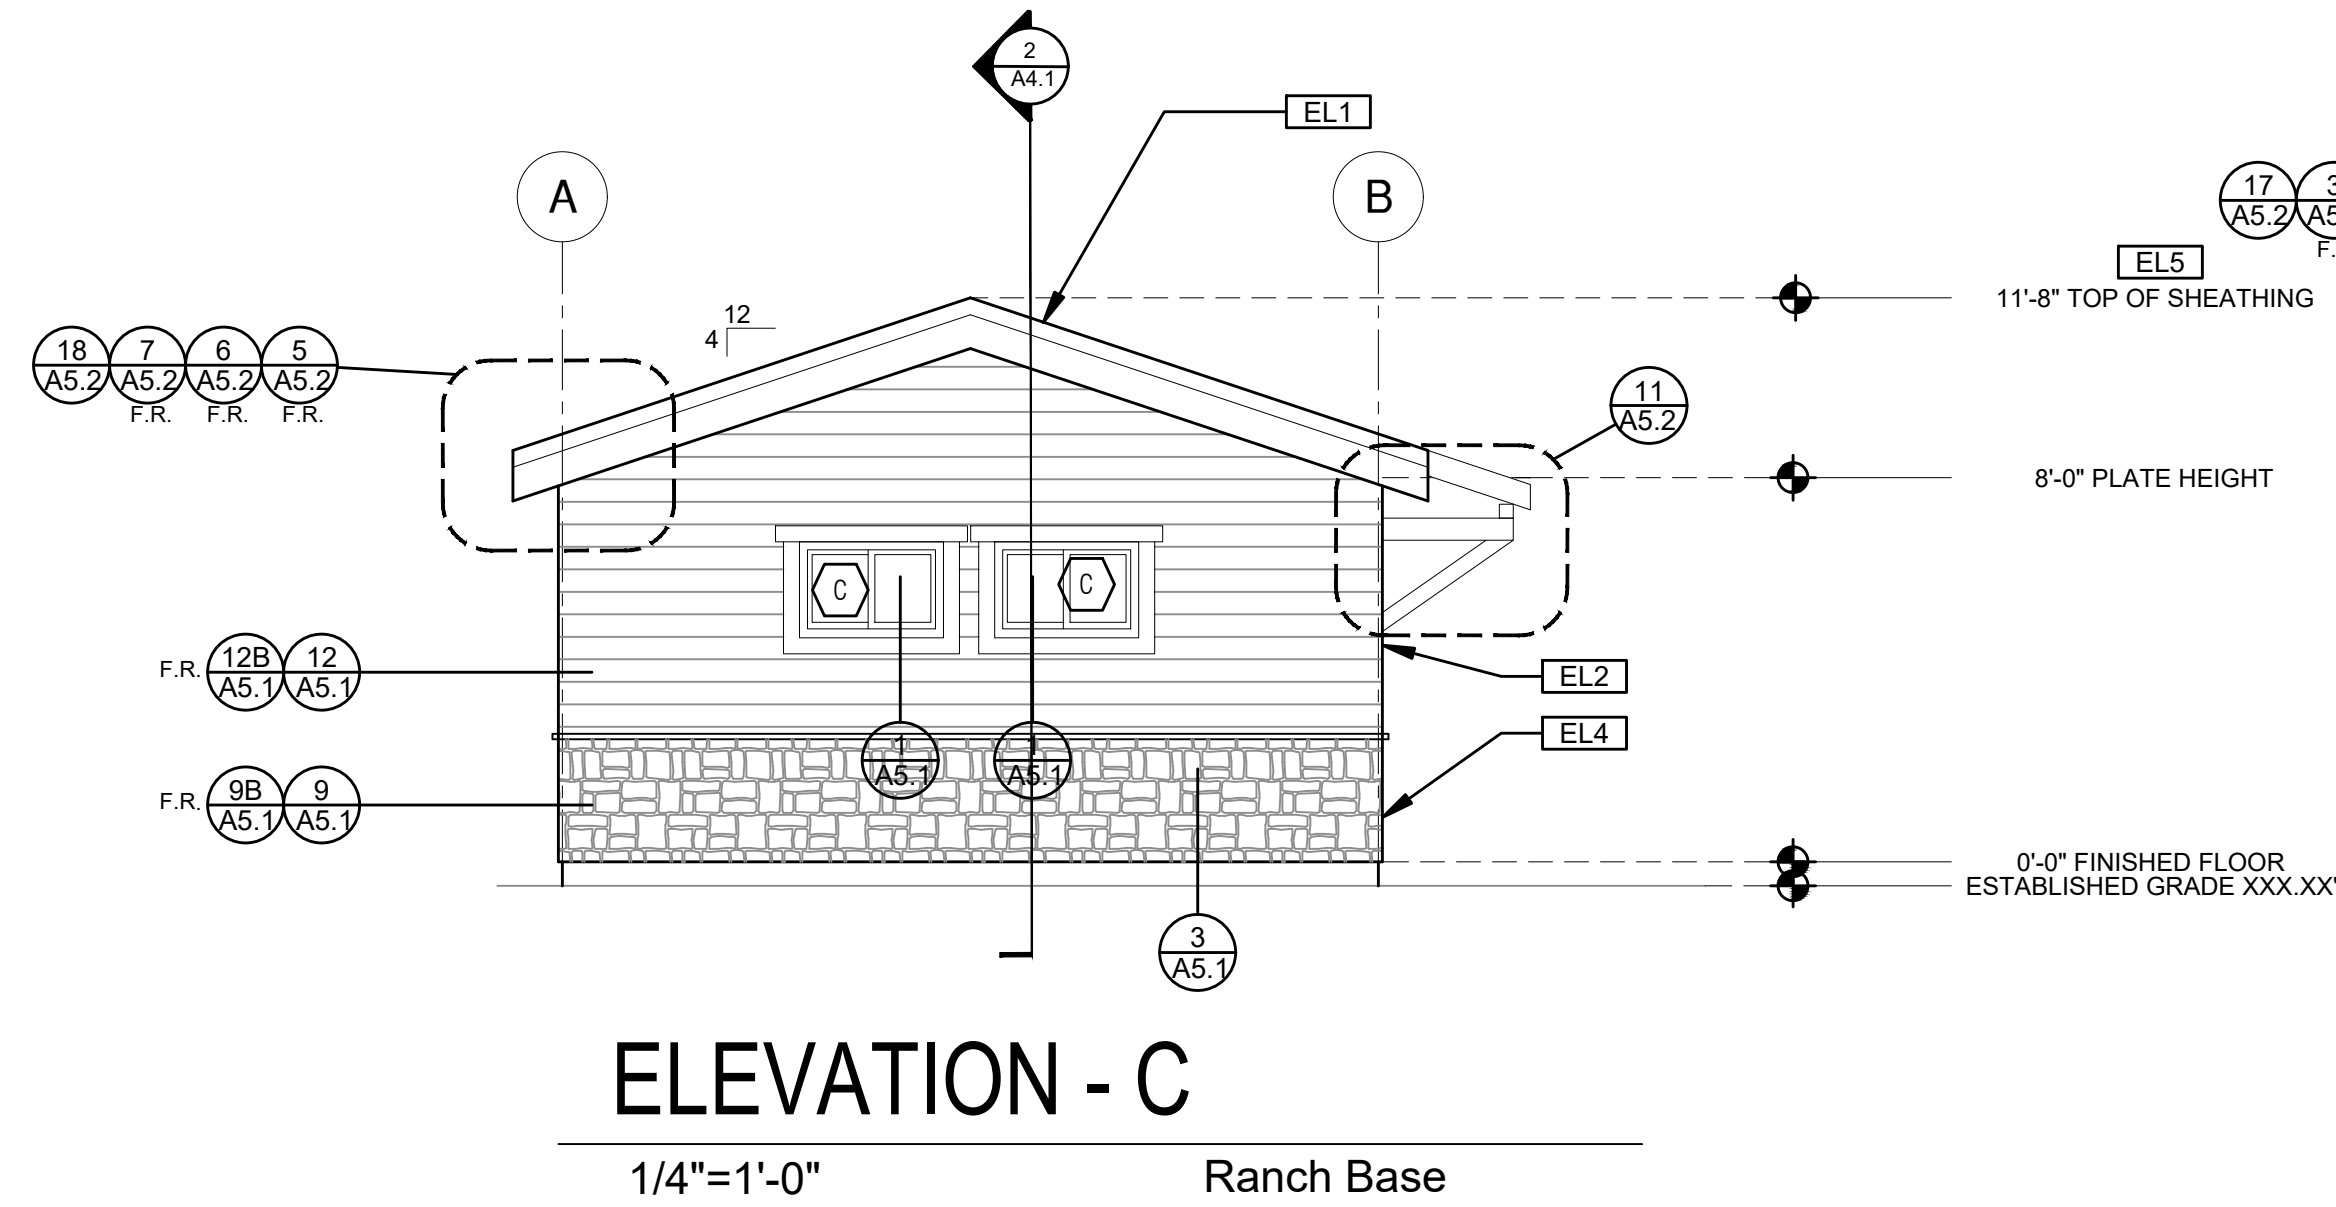 2
A4.1
EL1
A
B
17
A5.2
EL5
11'-8" TOP OF SHEATHING
12
4
18
A5.2
7
A5.2
F.R.
6
A5.2
F.R.
5
A5.2
F.R.
11
A5.2
8'-0" PLATE HEIGHT
C
C
F.R.
12B
A5.1
12
A5.1
EL2
EL4
1
A5.1
1
A5.1
F.R.
9B
A5.1
9
A5.1
0'-0" FINISHED FLOOR
ESTABLISHED GRADE XXX.XX'
3
A5.1
ELEVATION - C
1/4"=1'-0"
Ranch Base